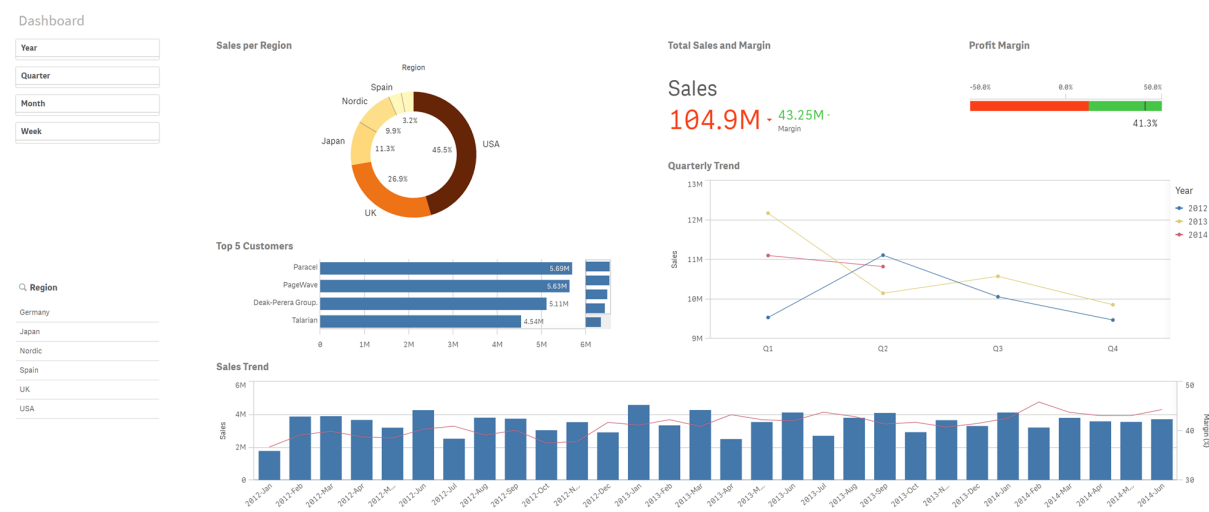 Dashboard
Year
Quarter
Month
Week
Region
Germany
Japan
Nordic
Spain
UK
USA
Sales per Region
Region
Spain
Nordic
Japan
UK
USA
3.2%
9.9%
11.3%
26.9%
45.5%
Total Sales and Margin
Sales
104.9M
43.25M
Margin
Profit Margin
-50.0% 0.0% 50.0%
41.3%
Top 5 Customers
Paracel 5.69M
PageWave 5.63M
Deak-Perera Group. 5.11M
Talarian 4.54M
0 1M 2M 3M 4M 5M 6M
Quarterly Trend
Sales
13M
12M
11M
10M
9M
Q1 Q2 Q3 Q4
Year
2012
2013
2014
Sales Trend
Sales
6M
4M
2M
0
50
40
30
Margin (%)
2012-Jan 2012-Feb 2012-Mar 2012-Apr 2012-M... 2012-Jun 2012-Jul 2012-Aug 2012-Sep 2012-Oct 2012-N... 2012-Dec 2013-Jan 2013-Feb 2013-Mar 2013-Apr 2013-M... 2013-Jun 2013-Jul 2013-Aug 2013-Sep 2013-Oct 2013-N... 2013-Dec 2014-Jan 2014-Feb 2014-Mar 2014-Apr 2014-M... 2014-Jun